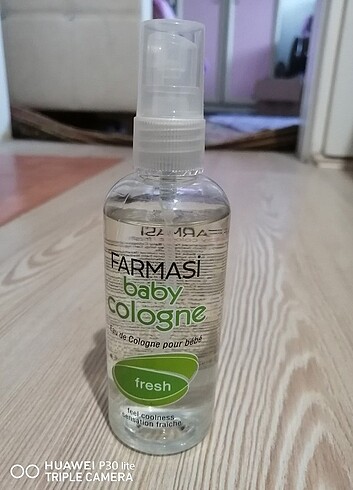 FARMASi
baby
cologne
Eau de Cologne pour bébé
fresh
feel coolness
sensation fraîche
HUAWEI P30 lite
TRIPLE CAMERA